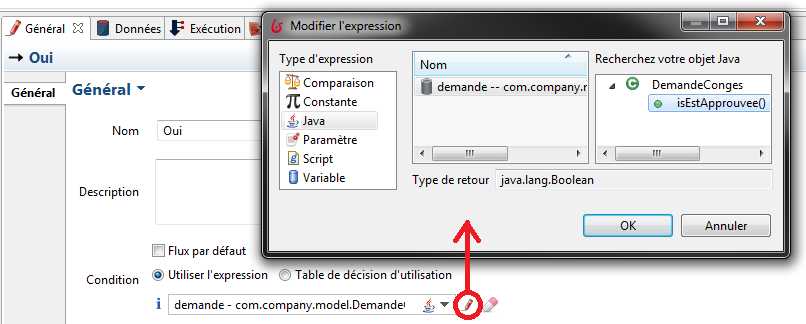 Général
Données
Exécution
Oui
Général
Général
Nom
Oui
Description
Flux par défaut
Condition
Utiliser l'expression
Table de décision d'utilisation
demande - com.company.model.Demande
Modifier l'expression
Type d'expression
Comparaison
Constante
Java
Paramètre
Script
Variable
Nom
demande -- com.company.r
Recherchez votre objet Java
DemandeConges
isEstApprouvee()
Type de retour
java.lang.Boolean
OK
Annuler